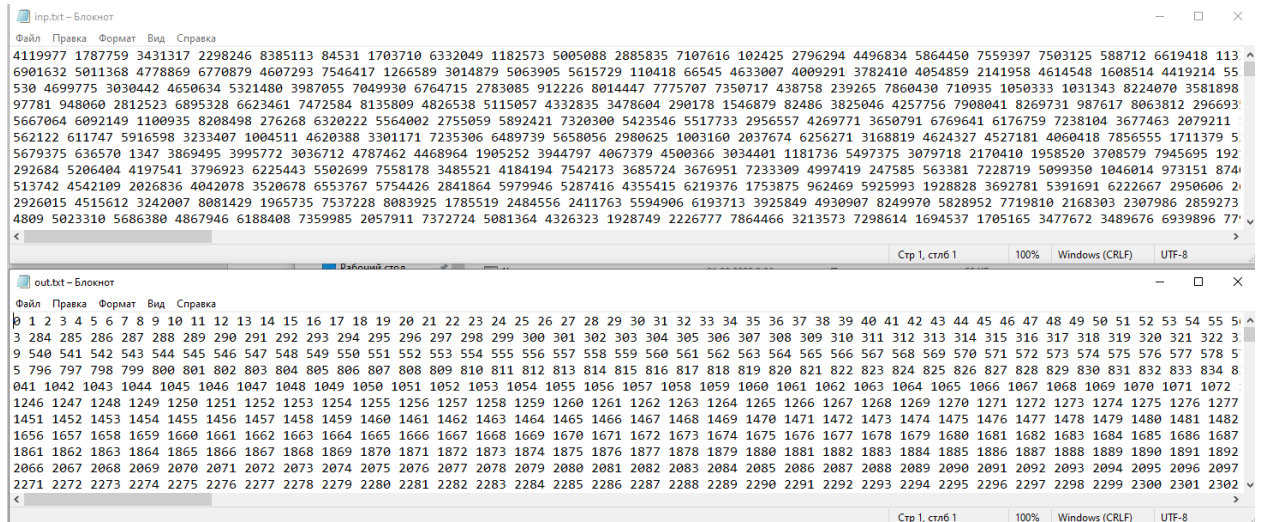 inp.txt – Блокнот
Файл Правка Формат Вид Справка
4119977 1787759 3431317 2298246 8385113 84531 1703710 6332049 1182573 5005088 2885835 7107616 102425 2796294 4496834 5864450 7559397 7503125 588712 6619418 113
6901632 5011368 4778869 6770879 4607293 7546417 1266589 3014879 5063905 5615729 110418 66545 4633007 4009291 3782410 4054859 2141958 4614548 1608514 4419214 55
530 4699775 3030442 4650634 5321480 3987055 7049930 6764715 2783085 912226 8014447 7775707 7350717 438758 239265 7860430 710935 1050333 1031343 8224070 3581898
97781 948060 2812523 6895328 6623461 7472584 8135809 4826538 5115057 4332835 3478604 290178 1546879 82486 3825046 4257756 7908041 8269731 987617 8063812 296693
5667064 6092149 1100935 8208498 276268 6320222 5564002 2755059 5892421 7320300 5423546 5517733 2956557 4269771 3650791 6769641 6176759 7238104 3677463 2079211
562122 611747 5916598 3233407 1004511 4620388 3301171 7235306 6489739 5658056 2980625 1003160 2037674 6256271 3168819 4624327 4527181 4060418 7856555 1711379 5
5679375 636570 1347 3869495 3995772 3036712 4787462 4468964 1905252 3944797 4067379 4500366 3034401 1181736 5497375 3079718 2170410 1958520 3708579 7945695 192
292684 5206404 4197541 3796923 6225443 5502699 7558178 3485521 4184194 7542173 3685724 3676951 7233309 4997419 247585 563381 7228719 5099350 1046014 973151 874
513742 4542109 2026836 4042078 3520678 6553767 5754426 2841864 5979946 5287416 4355415 6219376 1753875 962469 5925993 1928828 3692781 5391691 6222667 2950606 2
2926015 4515612 3242007 8081429 1965735 7537228 8083925 1785519 2484556 2411763 5594906 6193713 3925849 4930907 8249970 5828952 7719810 2168303 2307986 2859273
4809 5023310 5686380 4867946 6188408 7359985 2057911 7372724 5081364 4326323 1928749 2226777 7864466 3213573 7298614 1694537 1705165 3477672 3489676 6939896 77
Стр 1, стлб 1 100% Windows (CRLF) UTF-8
Рабочий стол
out.txt – Блокнот
Файл Правка Формат Вид Справка
0 1 2 3 4 5 6 7 8 9 10 11 12 13 14 15 16 17 18 19 20 21 22 23 24 25 26 27 28 29 30 31 32 33 34 35 36 37 38 39 40 41 42 43 44 45 46 47 48 49 50 51 52 53 54 55 5
3 284 285 286 287 288 289 290 291 292 293 294 295 296 297 298 299 300 301 302 303 304 305 306 307 308 309 310 311 312 313 314 315 316 317 318 319 320 321 322 3
9 540 541 542 543 544 545 546 547 548 549 550 551 552 553 554 555 556 557 558 559 560 561 562 563 564 565 566 567 568 569 570 571 572 573 574 575 576 577 578 5
5 796 797 798 799 800 801 802 803 804 805 806 807 808 809 810 811 812 813 814 815 816 817 818 819 820 821 822 823 824 825 826 827 828 829 830 831 832 833 834 8
041 1042 1043 1044 1045 1046 1047 1048 1049 1050 1051 1052 1053 1054 1055 1056 1057 1058 1059 1060 1061 1062 1063 1064 1065 1066 1067 1068 1069 1070 1071 1072
1246 1247 1248 1249 1250 1251 1252 1253 1254 1255 1256 1257 1258 1259 1260 1261 1262 1263 1264 1265 1266 1267 1268 1269 1270 1271 1272 1273 1274 1275 1276 1277
1451 1452 1453 1454 1455 1456 1457 1458 1459 1460 1461 1462 1463 1464 1465 1466 1467 1468 1469 1470 1471 1472 1473 1474 1475 1476 1477 1478 1479 1480 1481 1482
1656 1657 1658 1659 1660 1661 1662 1663 1664 1665 1666 1667 1668 1669 1670 1671 1672 1673 1674 1675 1676 1677 1678 1679 1680 1681 1682 1683 1684 1685 1686 1687
1861 1862 1863 1864 1865 1866 1867 1868 1869 1870 1871 1872 1873 1874 1875 1876 1877 1878 1879 1880 1881 1882 1883 1884 1885 1886 1887 1888 1889 1890 1891 1892
2066 2067 2068 2069 2070 2071 2072 2073 2074 2075 2076 2077 2078 2079 2080 2081 2082 2083 2084 2085 2086 2087 2088 2089 2090 2091 2092 2093 2094 2095 2096 2097
2271 2272 2273 2274 2275 2276 2277 2278 2279 2280 2281 2282 2283 2284 2285 2286 2287 2288 2289 2290 2291 2292 2293 2294 2295 2296 2297 2298 2299 2300 2301 2302
Стр 1, стлб 1 100% Windows (CRLF) UTF-8